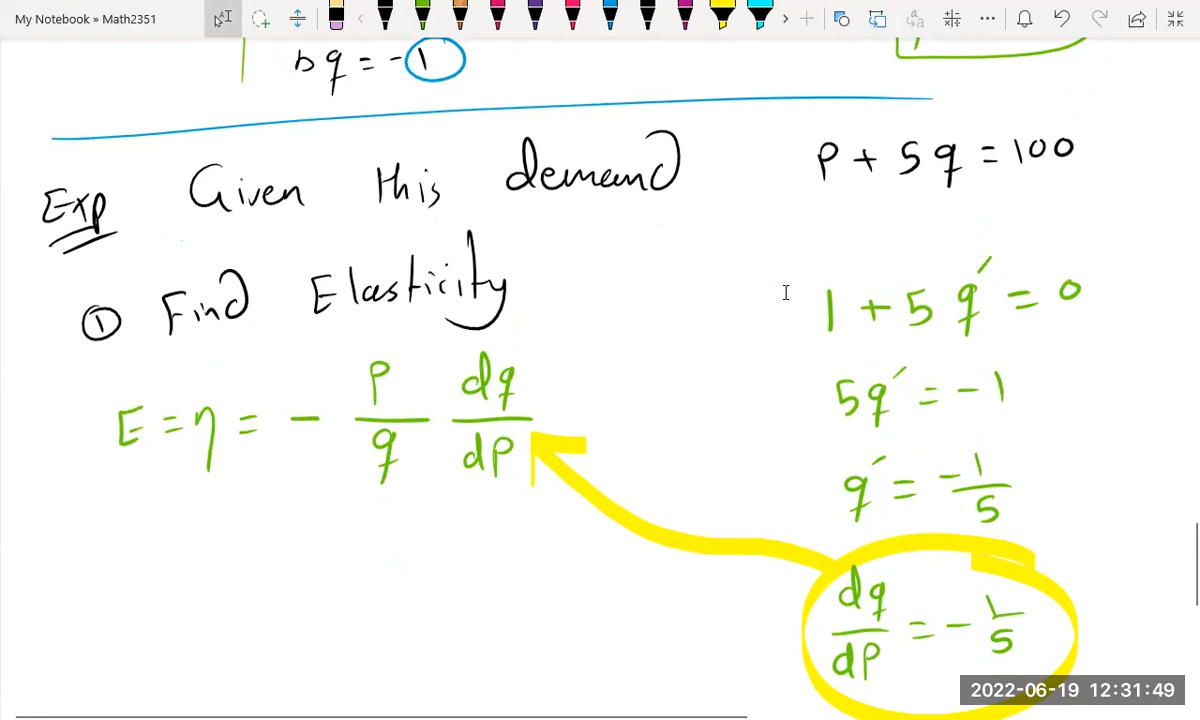 My Notebook » Math2351
bq = -1
Exp Given this demand p + 5q = 100
① Find Elasticity
1 + 5q′ = 0
E = η = - p/q dq/dp
5q′ = -1
q′ = -1/5
dq/dp = -1/5
2022-06-19 12:31:49